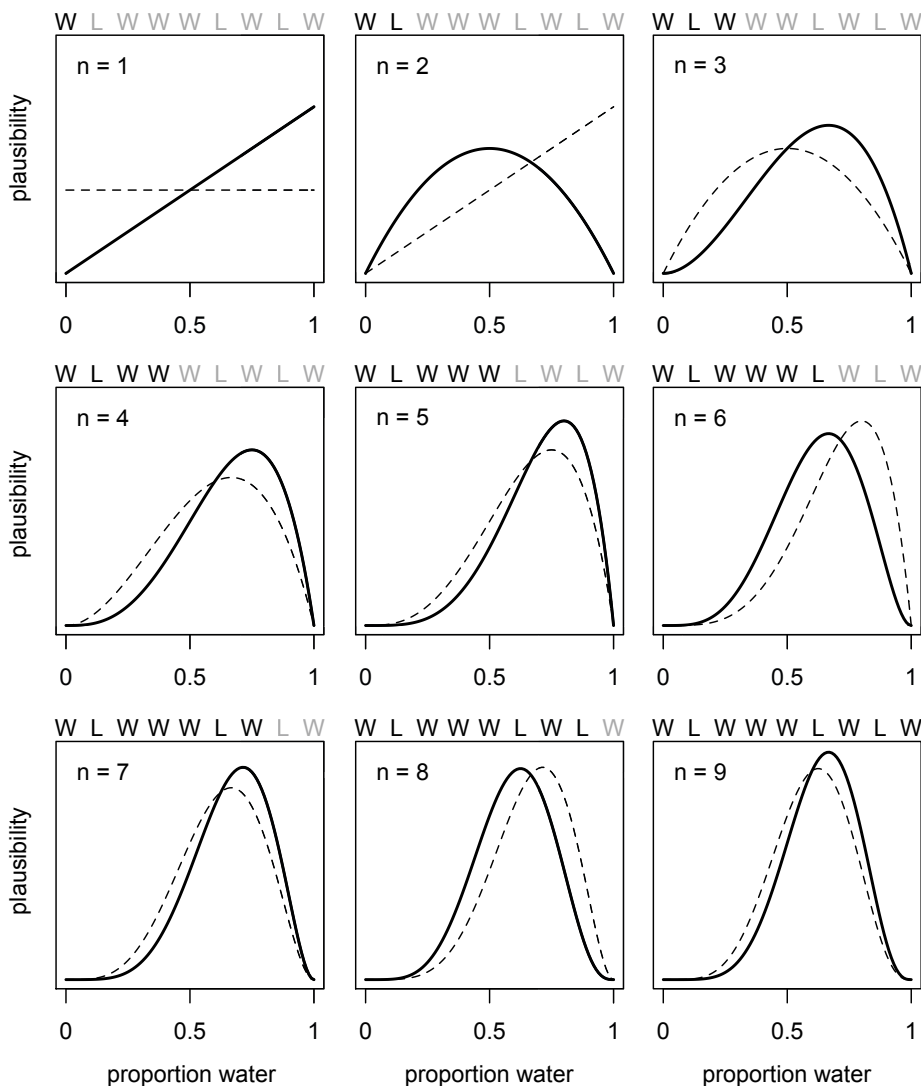 W L W W W L W L W
W L W W W L W L W
W L W W W L W L W
n = 1
n = 2
n = 3
plausibility
0 0.5 1
0 0.5 1
0 0.5 1
W L W W W L W L W
W L W W W L W L W
W L W W W L W L W
n = 4
n = 5
n = 6
plausibility
0 0.5 1
0 0.5 1
0 0.5 1
W L W W W L W L W
W L W W W L W L W
W L W W W L W L W
n = 7
n = 8
n = 9
plausibility
0 0.5 1
0 0.5 1
0 0.5 1
proportion water
proportion water
proportion water